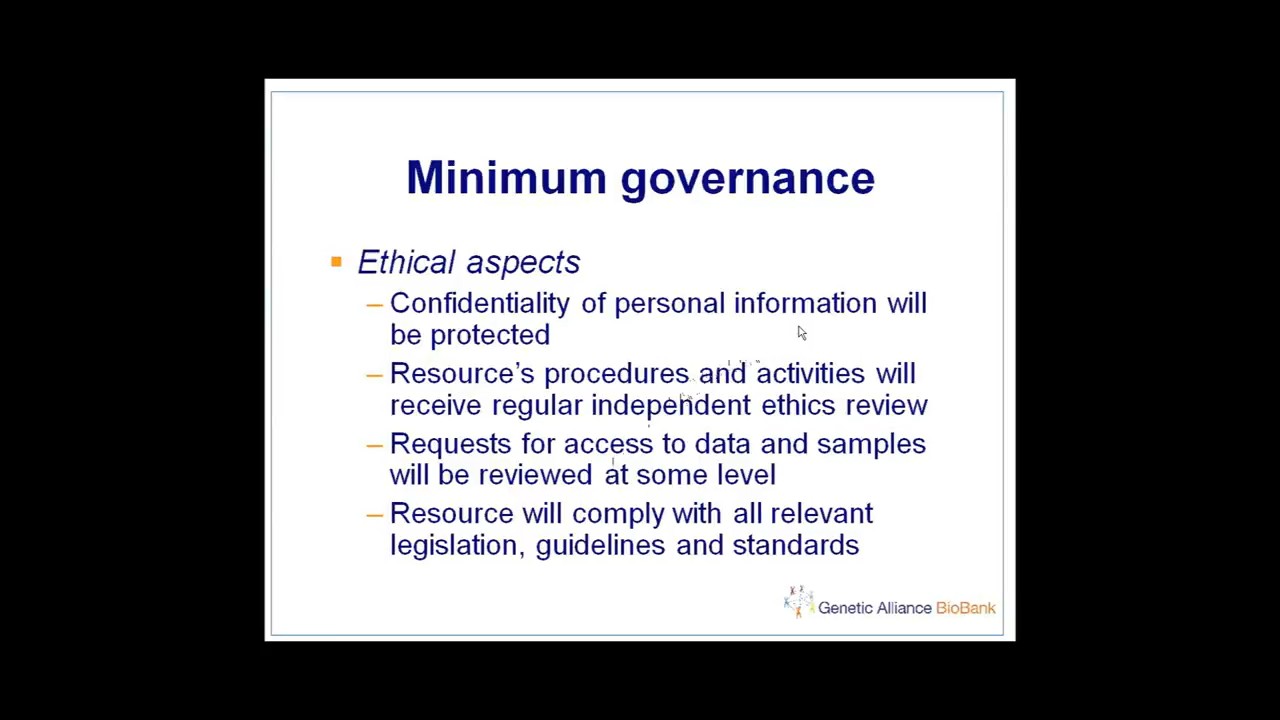 Minimum governance
Ethical aspects
– Confidentiality of personal information will
be protected
– Resource’s procedures and activities will
receive regular independent ethics review
– Requests for access to data and samples
will be reviewed at some level
– Resource will comply with all relevant
legislation, guidelines and standards
Genetic Alliance BioBank